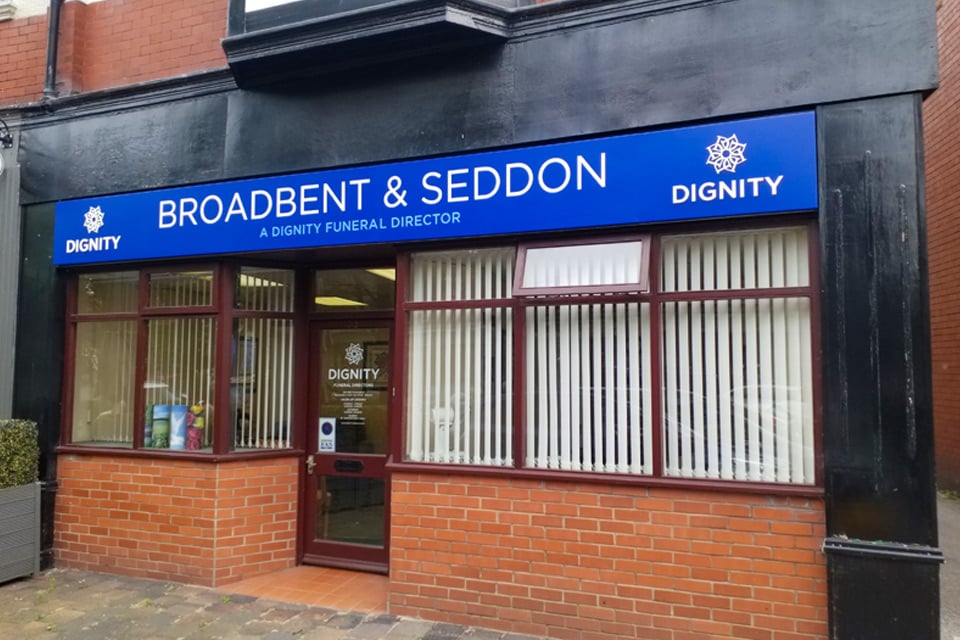 BROADBENT & SEDDON
A DIGNITY FUNERAL DIRECTOR
DIGNITY
DIGNITY
DIGNITY
FUNERAL DIRECTORS